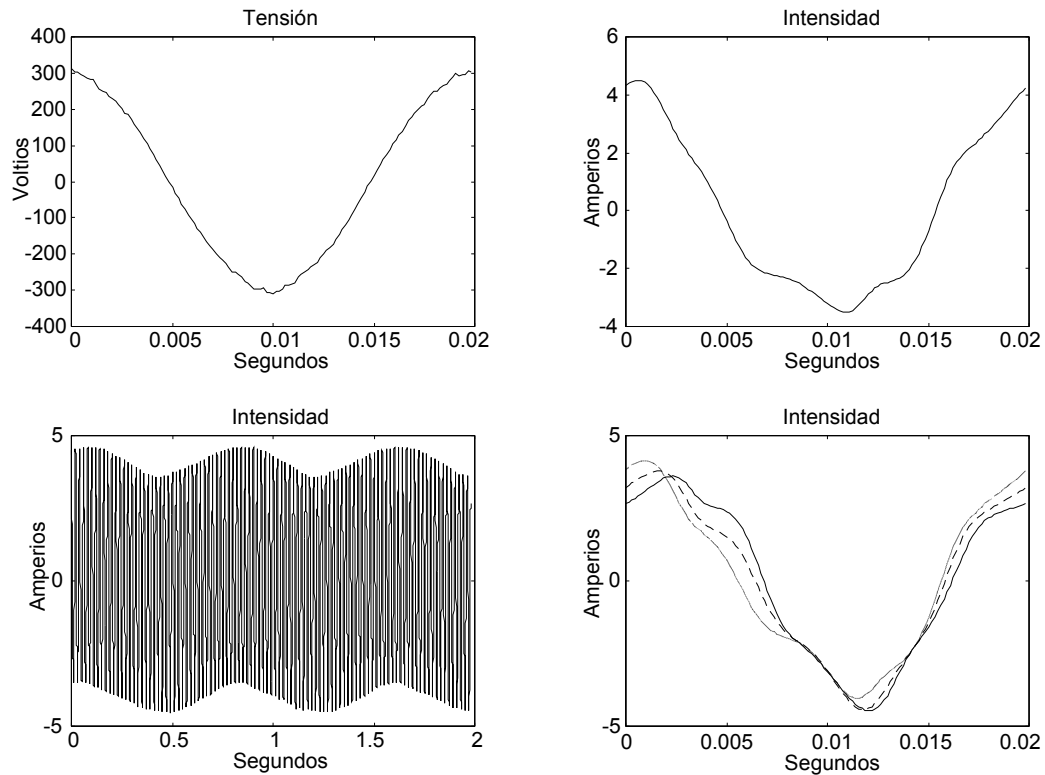 Tensión
400
300
200
100
0
-100
-200
-300
-400
Voltios
0 0.005 0.01 0.015 0.02
Segundos
Intensidad
6
4
2
0
-2
-4
Amperios
0 0.005 0.01 0.015 0.02
Segundos
Intensidad
5
0
-5
Amperios
0 0.5 1 1.5 2
Segundos
Intensidad
5
0
-5
Amperios
0 0.005 0.01 0.015 0.02
Segundos